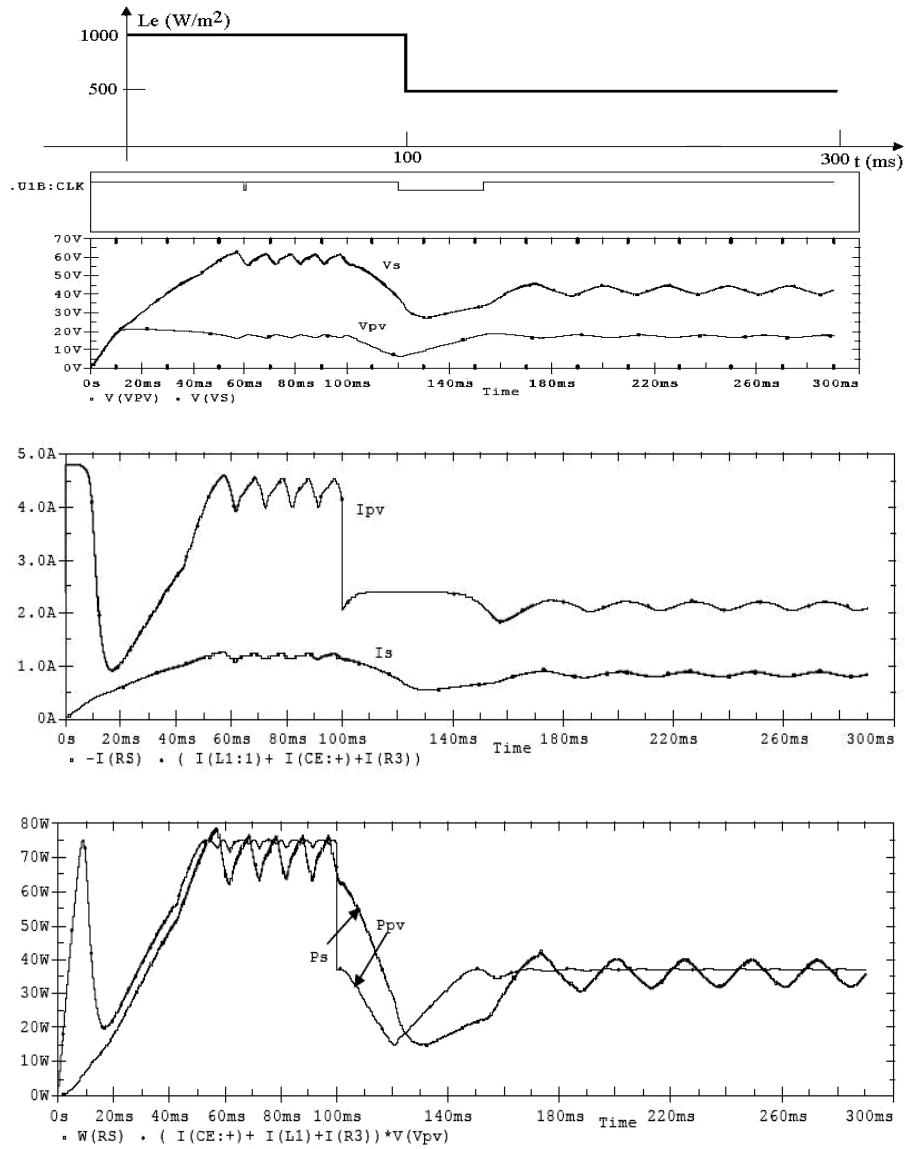 Le (W/m2)
1000
500
100
300 t (ms)
.U1B:CLK
70V
60V
50V
40V
30V
20V
10V
0V
Vs
Vpv
0s 20ms 40ms 60ms 80ms 100ms 140ms 180ms 220ms 260ms 300ms
Time
▫ V(VPV) • V(VS)
5.0A
4.0A
3.0A
2.0A
1.0A
0A
Ipv
Is
0s 20ms 40ms 60ms 80ms 100ms 140ms 180ms 220ms 260ms 300ms
Time
▫ -I(RS) • ( I(L1:1)+ I(CE:+)+I(R3))
80W
70W
60W
50W
40W
30W
20W
10W
0W
Ppv
Ps
0s 20ms 40ms 60ms 80ms 100ms 140ms 180ms 220ms 260ms 300ms
Time
▫ W(RS) • ( I(CE:+)+ I(L1)+I(R3))*V(Vpv)